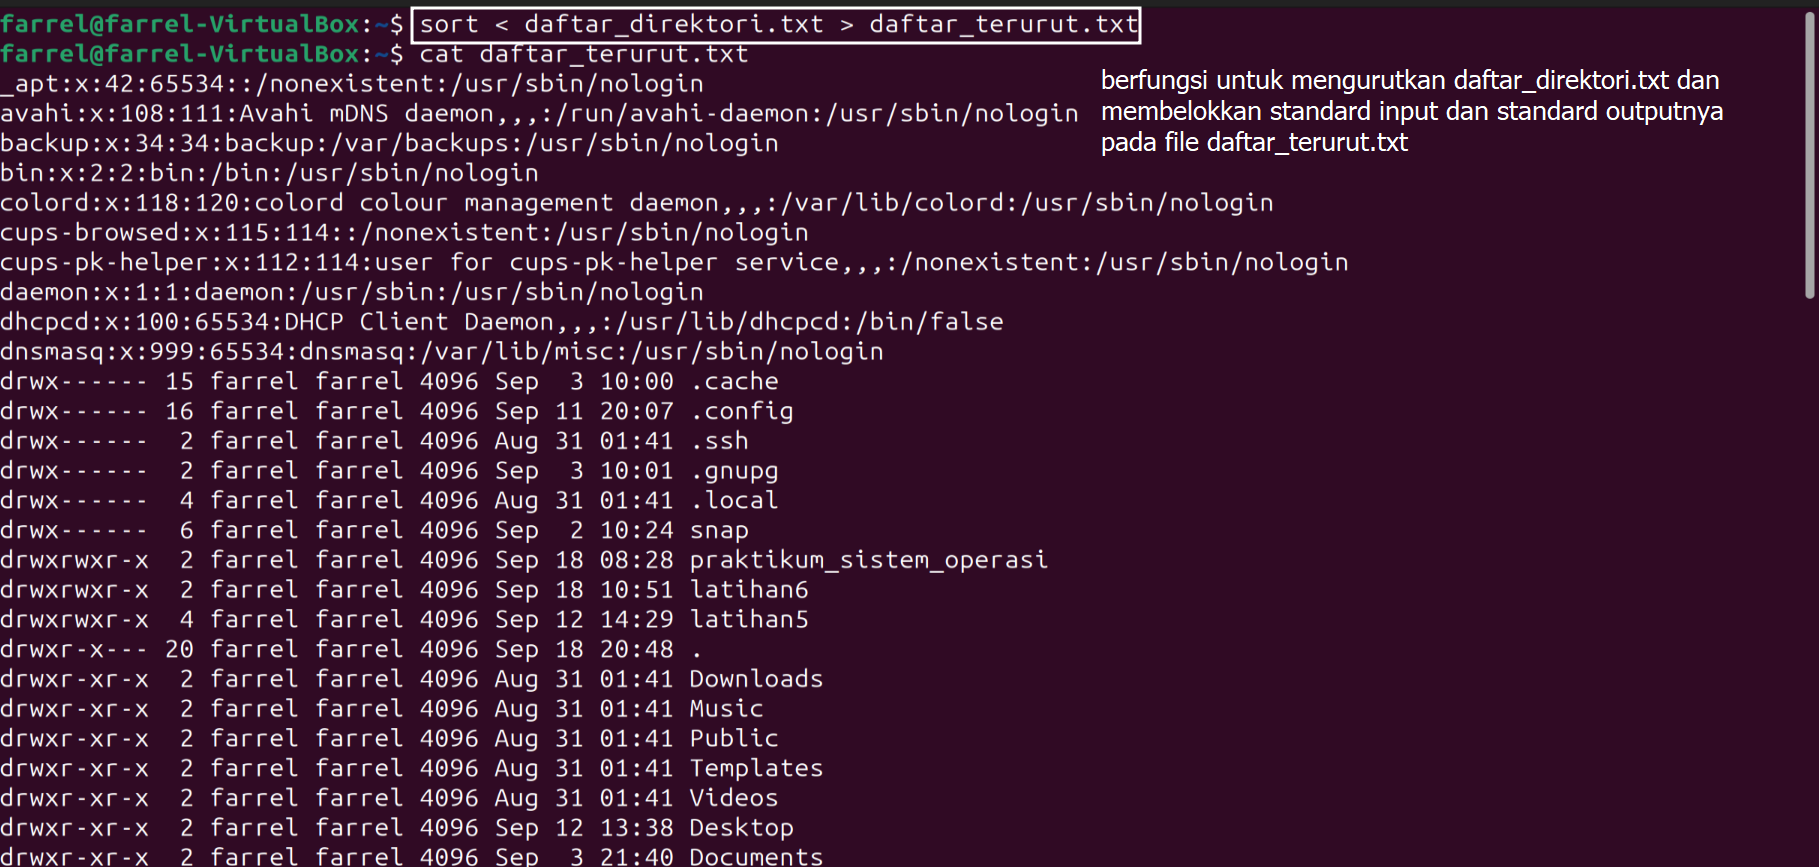 farrel@farrel-VirtualBox:~$ sort < daftar_direktori.txt > daftar_terurut.txt
farrel@farrel-VirtualBox:~$ cat daftar_terurut.txt
_apt:x:42:65534::/nonexistent:/usr/sbin/nologin
avahi:x:108:111:Avahi mDNS daemon,,,:/run/avahi-daemon:/usr/sbin/nologin
backup:x:34:34:backup:/var/backups:/usr/sbin/nologin
bin:x:2:2:bin:/bin:/usr/sbin/nologin
colord:x:118:120:colord colour management daemon,,,:/var/lib/colord:/usr/sbin/nologin
cups-browsed:x:115:114::/nonexistent:/usr/sbin/nologin
cups-pk-helper:x:112:114:user for cups-pk-helper service,,,:/nonexistent:/usr/sbin/nologin
daemon:x:1:1:daemon:/usr/sbin:/usr/sbin/nologin
dhcpcd:x:100:65534:DHCP Client Daemon,,,:/usr/lib/dhcpcd:/bin/false
dnsmasq:x:999:65534:dnsmasq:/var/lib/misc:/usr/sbin/nologin
drwx------ 15 farrel farrel 4096 Sep  3 10:00 .cache
drwx------ 16 farrel farrel 4096 Sep 11 20:07 .config
drwx------  2 farrel farrel 4096 Aug 31 01:41 .ssh
drwx------  2 farrel farrel 4096 Sep  3 10:01 .gnupg
drwx------  4 farrel farrel 4096 Aug 31 01:41 .local
drwx------  6 farrel farrel 4096 Sep  2 10:24 snap
drwxrwxr-x  2 farrel farrel 4096 Sep 18 08:28 praktikum_sistem_operasi
drwxrwxr-x  2 farrel farrel 4096 Sep 18 10:51 latihan6
drwxrwxr-x  4 farrel farrel 4096 Sep 12 14:29 latihan5
drwxr-x--- 20 farrel farrel 4096 Sep 18 20:48 .
drwxr-xr-x  2 farrel farrel 4096 Aug 31 01:41 Downloads
drwxr-xr-x  2 farrel farrel 4096 Aug 31 01:41 Music
drwxr-xr-x  2 farrel farrel 4096 Aug 31 01:41 Public
drwxr-xr-x  2 farrel farrel 4096 Aug 31 01:41 Templates
drwxr-xr-x  2 farrel farrel 4096 Aug 31 01:41 Videos
drwxr-xr-x  2 farrel farrel 4096 Sep 12 13:38 Desktop
drwxr-xr-x  2 farrel farrel 4096 Sep  3 21:40 Documents
berfungsi untuk mengurutkan daftar_direktori.txt dan
membelokkan standard input dan standard outputnya
pada file daftar_terurut.txt